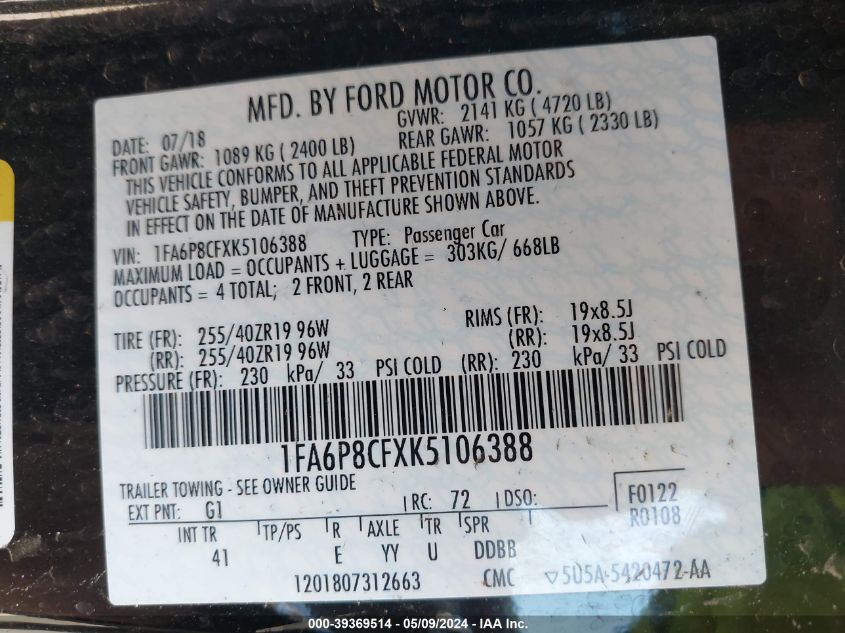 MFD. BY FORD MOTOR CO.
DATE: 07/18 GVWR: 2141 KG ( 4720 LB)
FRONT GAWR: 1089 KG ( 2400 LB) REAR GAWR: 1057 KG ( 2330 LB)
THIS VEHICLE CONFORMS TO ALL APPLICABLE FEDERAL MOTOR
VEHICLE SAFETY, BUMPER, AND THEFT PREVENTION STANDARDS
IN EFFECT ON THE DATE OF MANUFACTURE SHOWN ABOVE.
VIN: 1FA6P8CFXK5106388 TYPE: Passenger Car
MAXIMUM LOAD = OCCUPANTS + LUGGAGE = 303KG/ 668LB
OCCUPANTS = 4 TOTAL; 2 FRONT, 2 REAR
TIRE (FR): 255/40ZR19 96W RIMS (FR): 19x8.5J
(RR): 255/40ZR19 96W (RR): 19x8.5J
PRESSURE (FR): 230 kPa/ 33 PSI COLD (RR): 230 kPa/ 33 PSI COLD
1FA6P8CFXK5106388
TRAILER TOWING - SEE OWNER GUIDE
EXT PNT: G1 RC: 72 DSO: F0122
R0108
INT TR TP/PS R AXLE TR SPR
41 E YY U DDBB
1201807312663 CMC 5U5A-5420472-AA
000-39369514 - 05/09/2024 - IAA Inc.